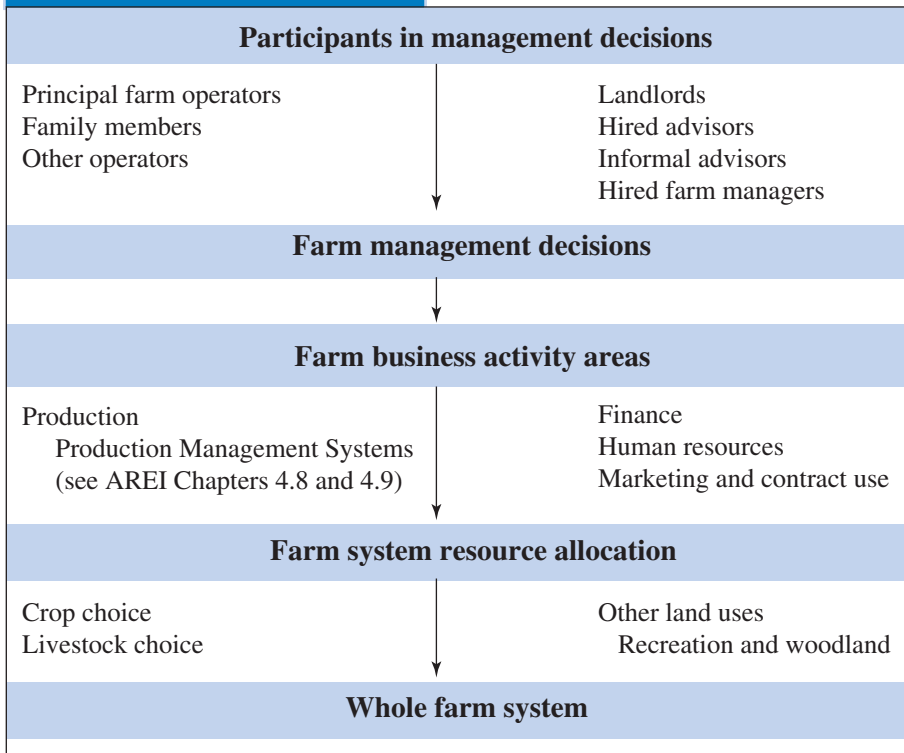 Participants in management decisions
Principal farm operators
Family members
Other operators
Landlords
Hired advisors
Informal advisors
Hired farm managers
Farm management decisions
Farm business activity areas
Production
Production Management Systems
(see AREI Chapters 4.8 and 4.9)
Finance
Human resources
Marketing and contract use
Farm system resource allocation
Crop choice
Livestock choice
Other land uses
Recreation and woodland
Whole farm system